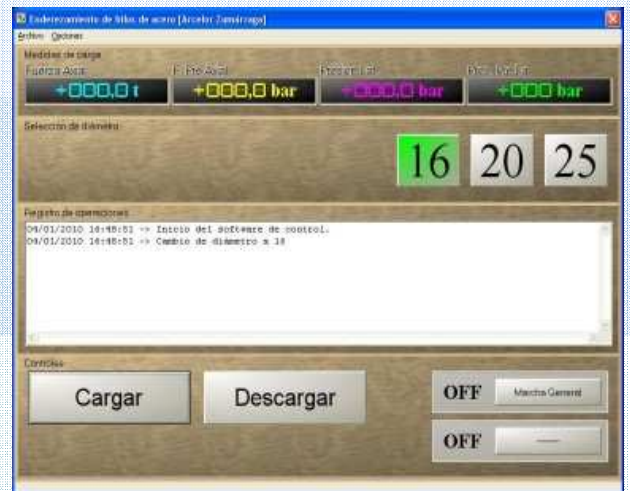 Enderezamiento de hilos de acero [Arcelor Zumárraga]
Archivo Opciones
Medidas de carga
Fuerza Axial
+000,0 t
+000,0 bar
+000,0 bar
+000 bar
Selección de diámetro
16 20 25
Registro de operaciones
04/01/2010 16:48:51 -> Inicio del software de control.
04/01/2010 16:48:51 -> Cambio de diámetro a 16
Controles
Cargar
Descargar
OFF
Marcha General
OFF